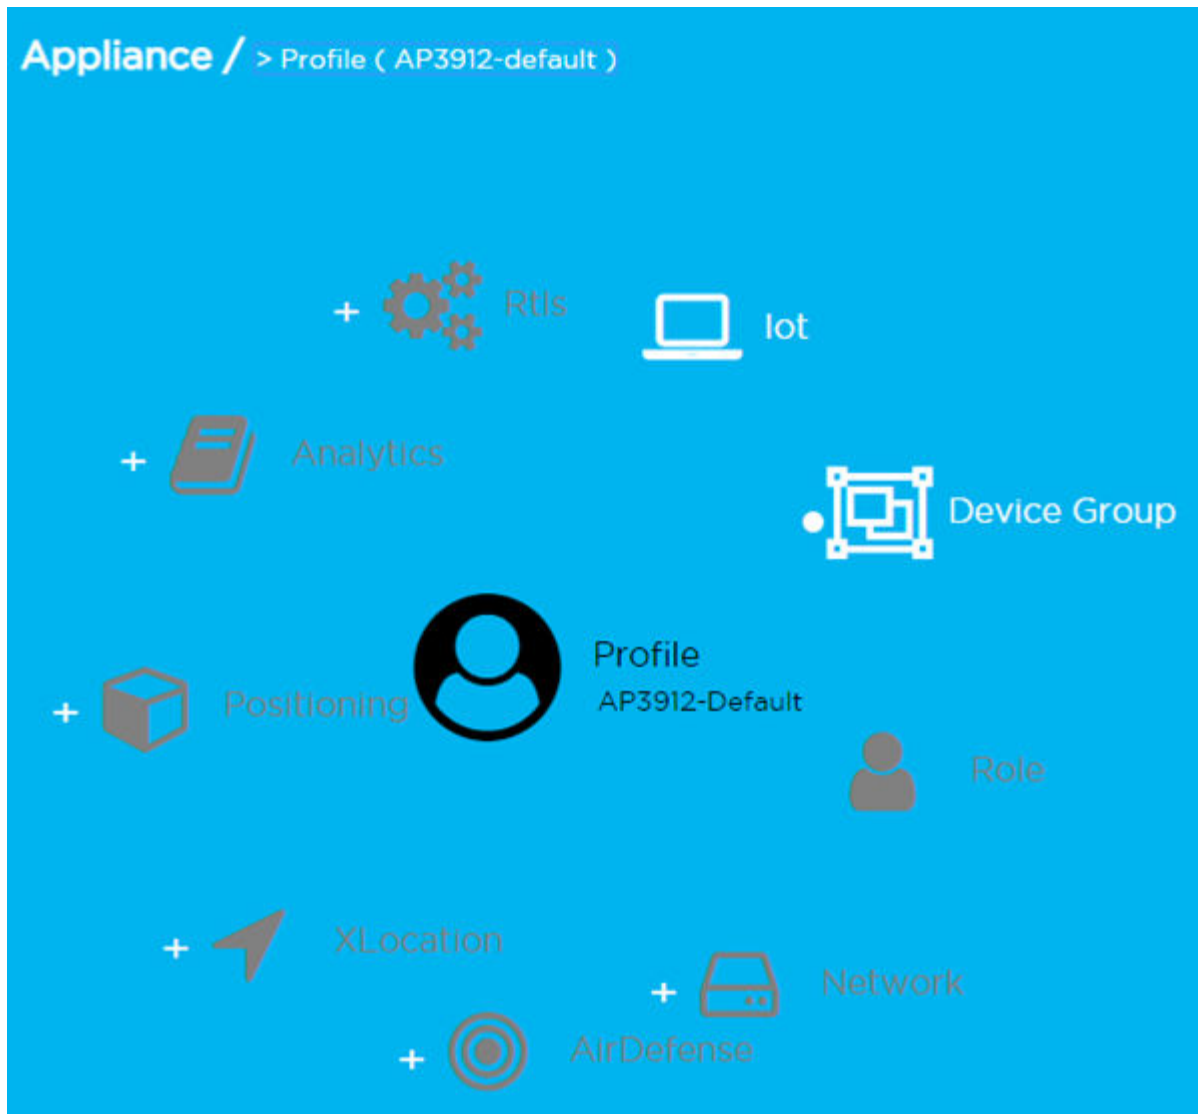 Appliance / > Profile ( AP3912-default )
+ Rtls
Iot
+ Analytics
Device Group
Profile
AP3912-Default
+ Positioning
Role
+ XLocation
+ Network
+ AirDefense